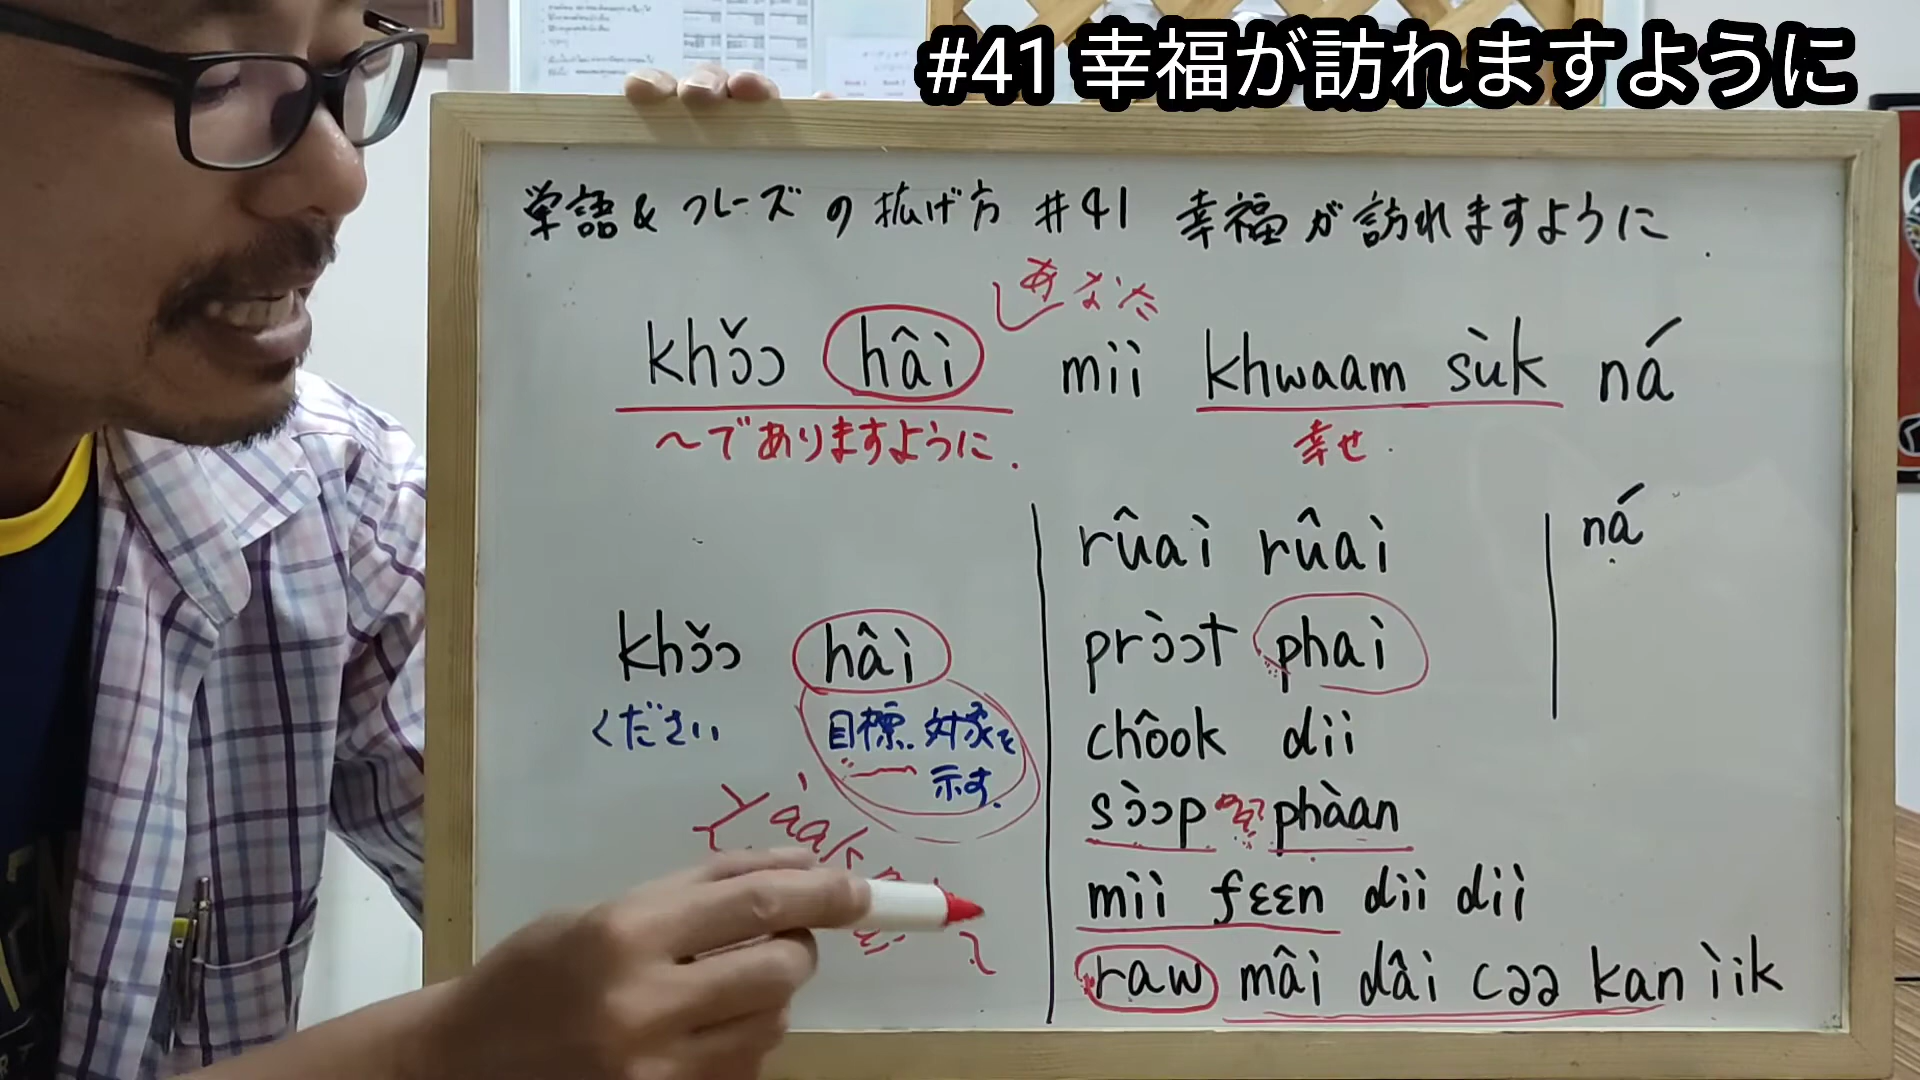 #41 幸福が訪れますように
単語 & フレーズの拡げ方 #41 幸福が訪れますように
あなた
khɔ̌ɔ hâi mii khwaam sùk ná
〜でありますように.
幸せ.
rûai rûai
ná
khɔ̌ɔ hâi
prɔ̀ɔt phai
ください
目標. 対象を
示す.
chôok dii
sɔ̀ɔp phàan
yàak
mii fɛɛn dii dii
raw mâi dâi cəə kan ìik